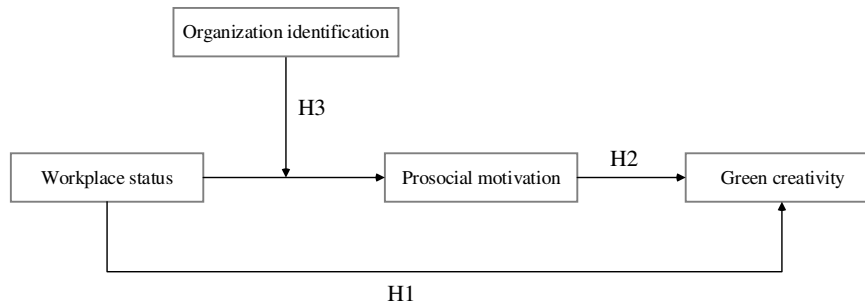 Organization identification
H3
Workplace status
Prosocial motivation
H2
Green creativity
H1